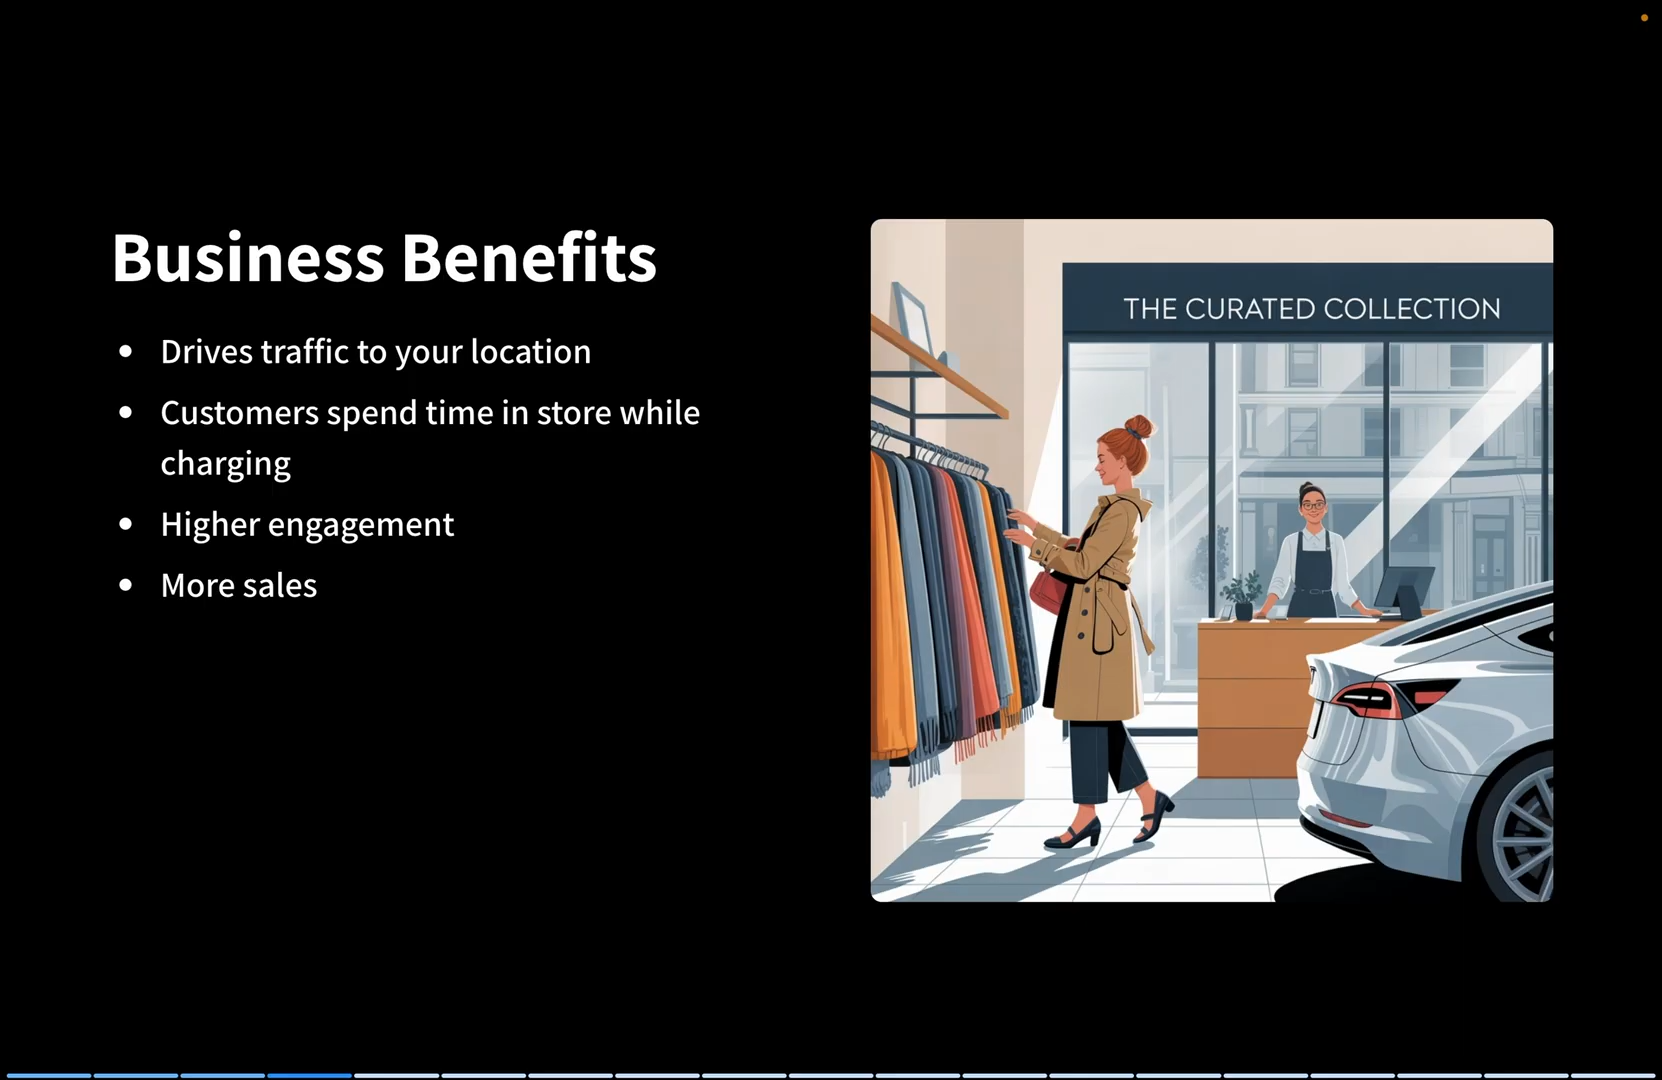 Business Benefits
Drives traffic to your location
Customers spend time in store while
charging
Higher engagement
More sales
THE CURATED COLLECTION